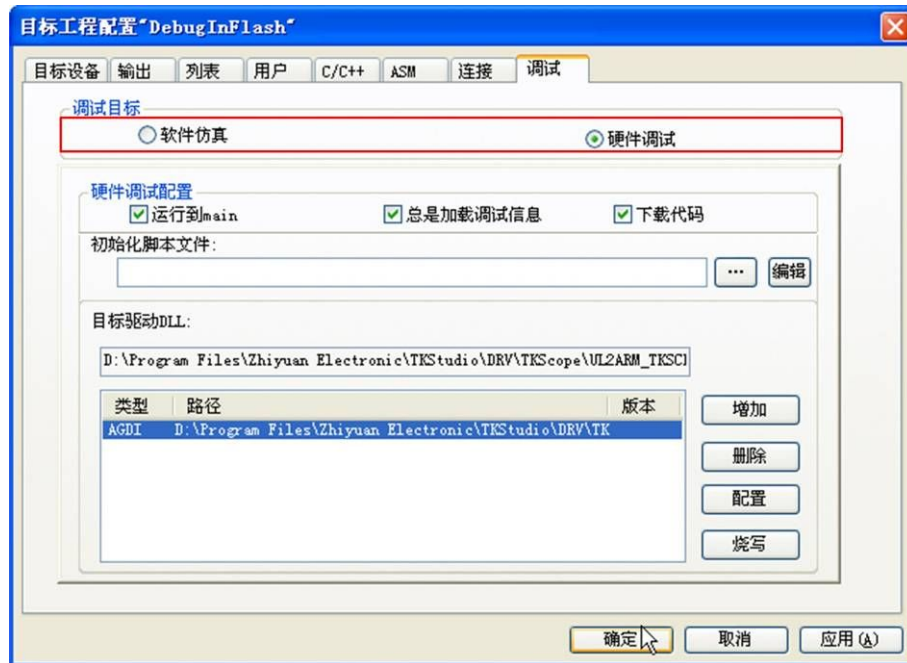 目标工程配置"DebugInFlash"
目标设备 输出 列表 用户 C/C++ ASM 连接 调试
调试目标
软件仿真 硬件调试
硬件调试配置
运行到main 总是加载调试信息 下载代码
初始化脚本文件:
... 编辑
目标驱动DLL:
D:\Program Files\Zhiyuan Electronic\TKStudio\DRV\TKScope\UL2ARM_TKSCI
类型 路径 版本 增加
AGDI D:\Program Files\Zhiyuan Electronic\TKStudio\DRV\TK
删除
配置
烧写
确定 取消 应用(A)